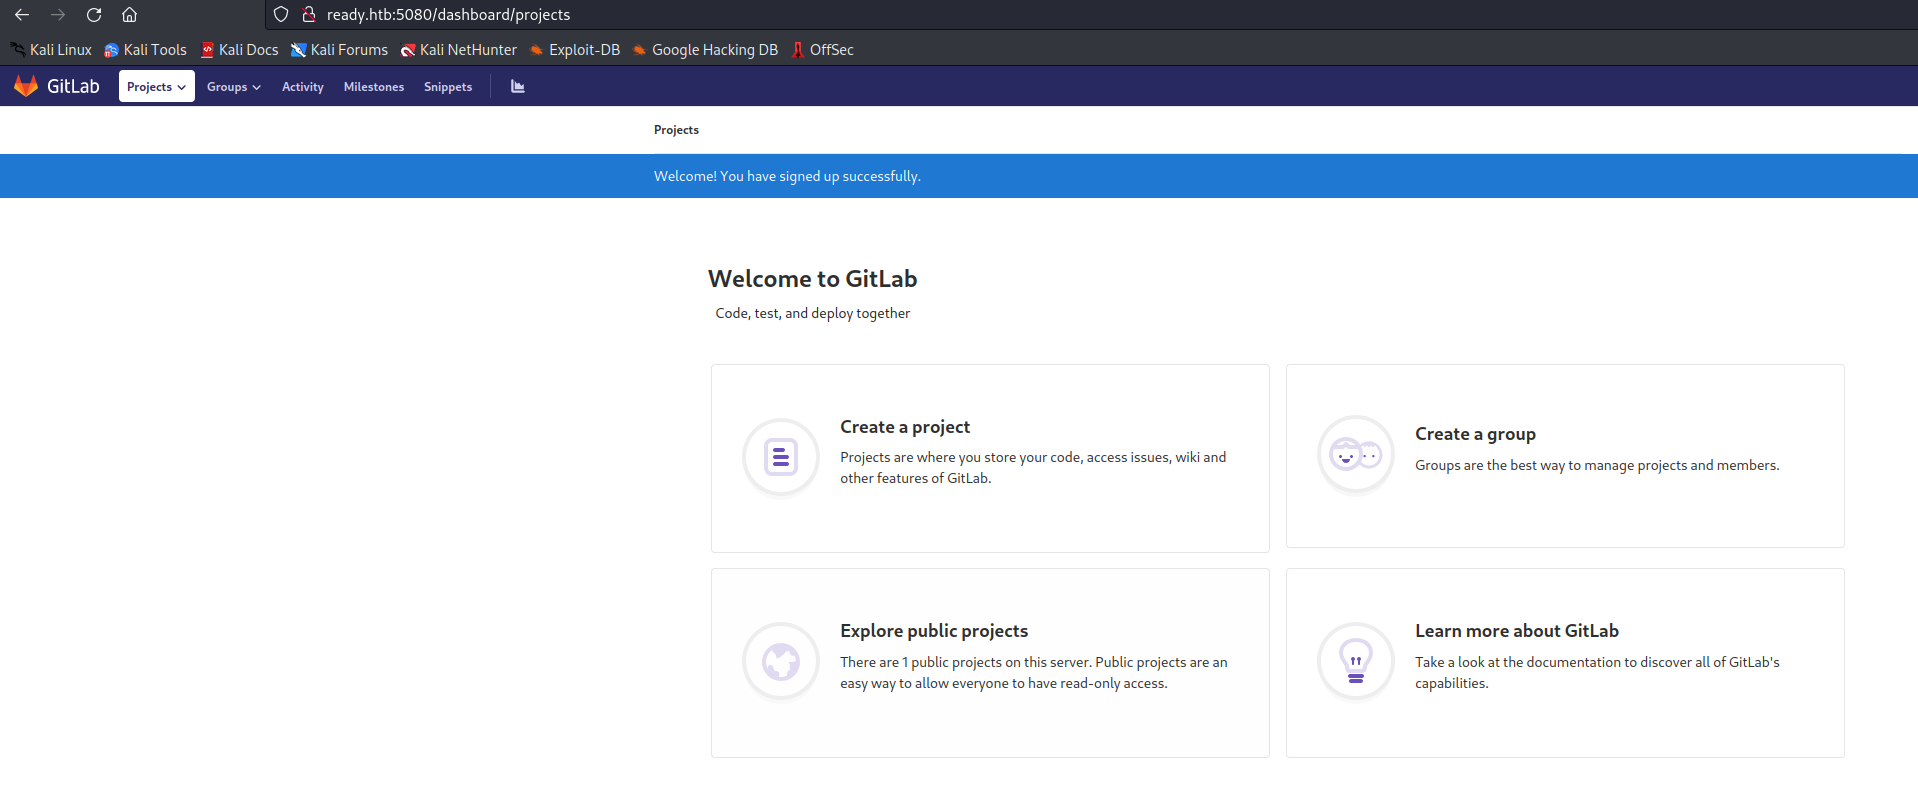 ready.htb:5080/dashboard/projects
Kali Linux Kali Tools Kali Docs Kali Forums Kali NetHunter Exploit-DB Google Hacking DB OffSec
GitLab Projects Groups Activity Milestones Snippets
Projects
Welcome! You have signed up successfully.
Welcome to GitLab
Code, test, and deploy together
Create a project
Projects are where you store your code, access issues, wiki and
other features of GitLab.
Create a group
Groups are the best way to manage projects and members.
Explore public projects
There are 1 public projects on this server. Public projects are an
easy way to allow everyone to have read-only access.
Learn more about GitLab
Take a look at the documentation to discover all of GitLab's
capabilities.